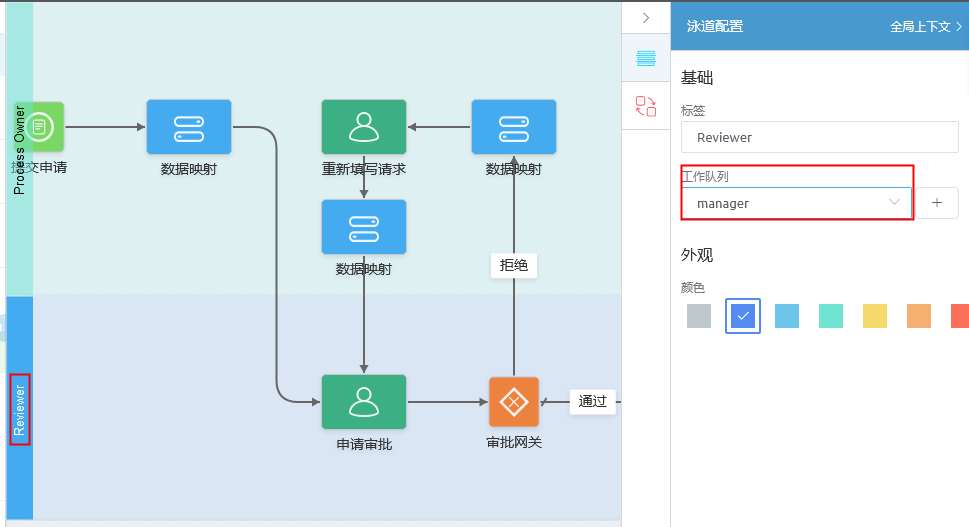 Process Owner
提交申请
数据映射
重新填写请求
数据映射
数据映射
拒绝
Reviewer
申请审批
审批网关
通过
泳道配置
全局上下文
基础
标签
Reviewer
工作队列
manager
外观
颜色